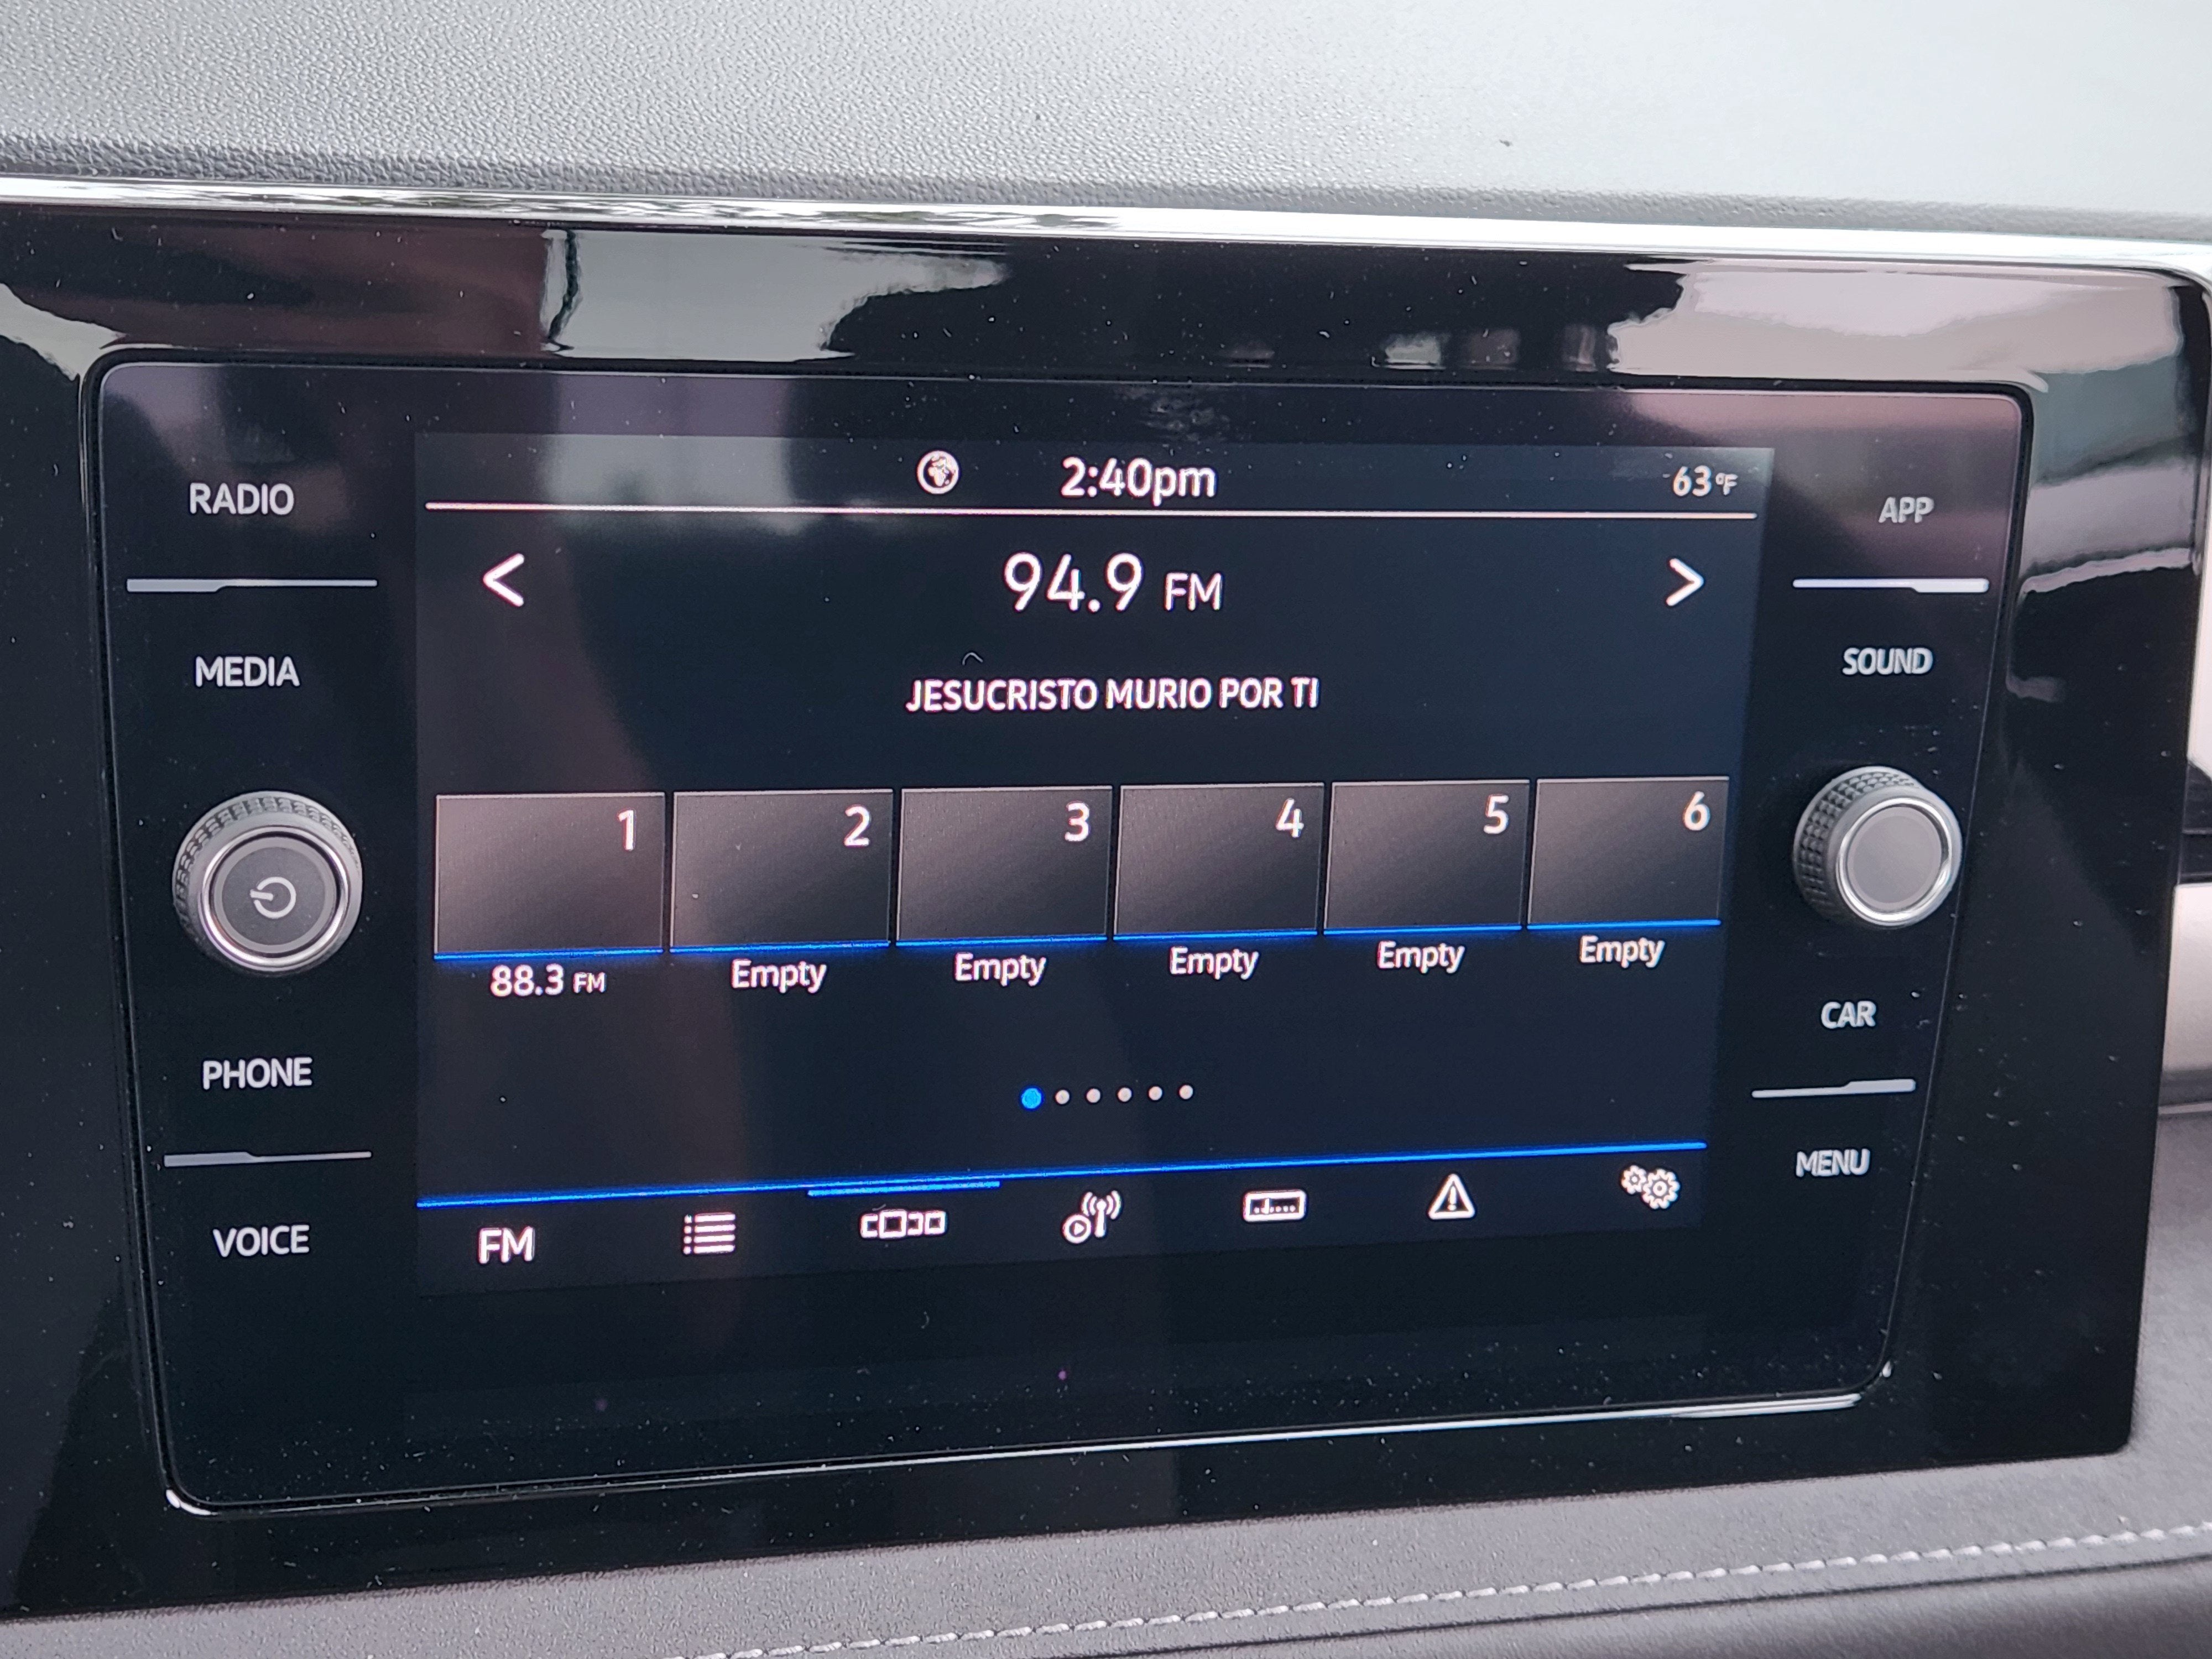 2:40pm 63°F
RADIO
APP
94.9 FM
MEDIA
SOUND
JESUCRISTO MURIO POR TI
1 2 3 4 5 6
88.3 FM Empty Empty Empty Empty Empty
CAR
PHONE
MENU
VOICE
FM